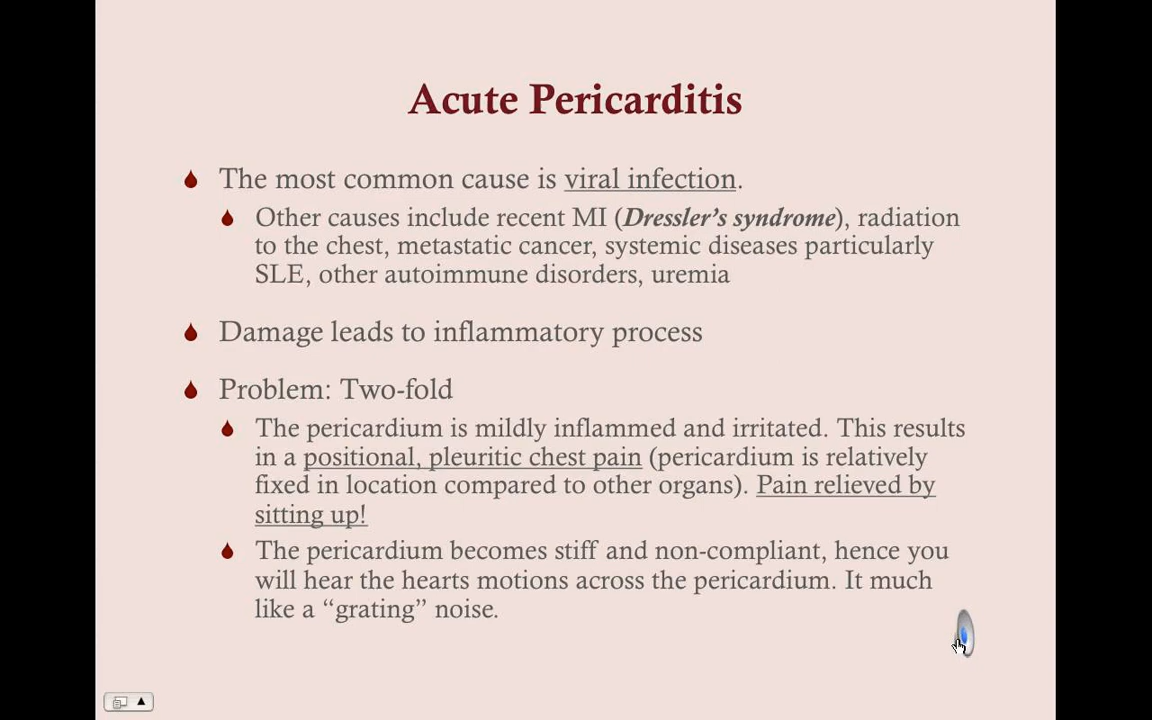 Acute Pericarditis
The most common cause is viral infection.
Other causes include recent MI (Dressler’s syndrome), radiation
to the chest, metastatic cancer, systemic diseases particularly
SLE, other autoimmune disorders, uremia
Damage leads to inflammatory process
Problem: Two-fold
The pericardium is mildly inflamed and irritated. This results
in a positional, pleuritic chest pain (pericardium is relatively
fixed in location compared to other organs). Pain relieved by
sitting up!
The pericardium becomes stiff and non-compliant, hence you
will hear the hearts motions across the pericardium. It much
like a “grating” noise.